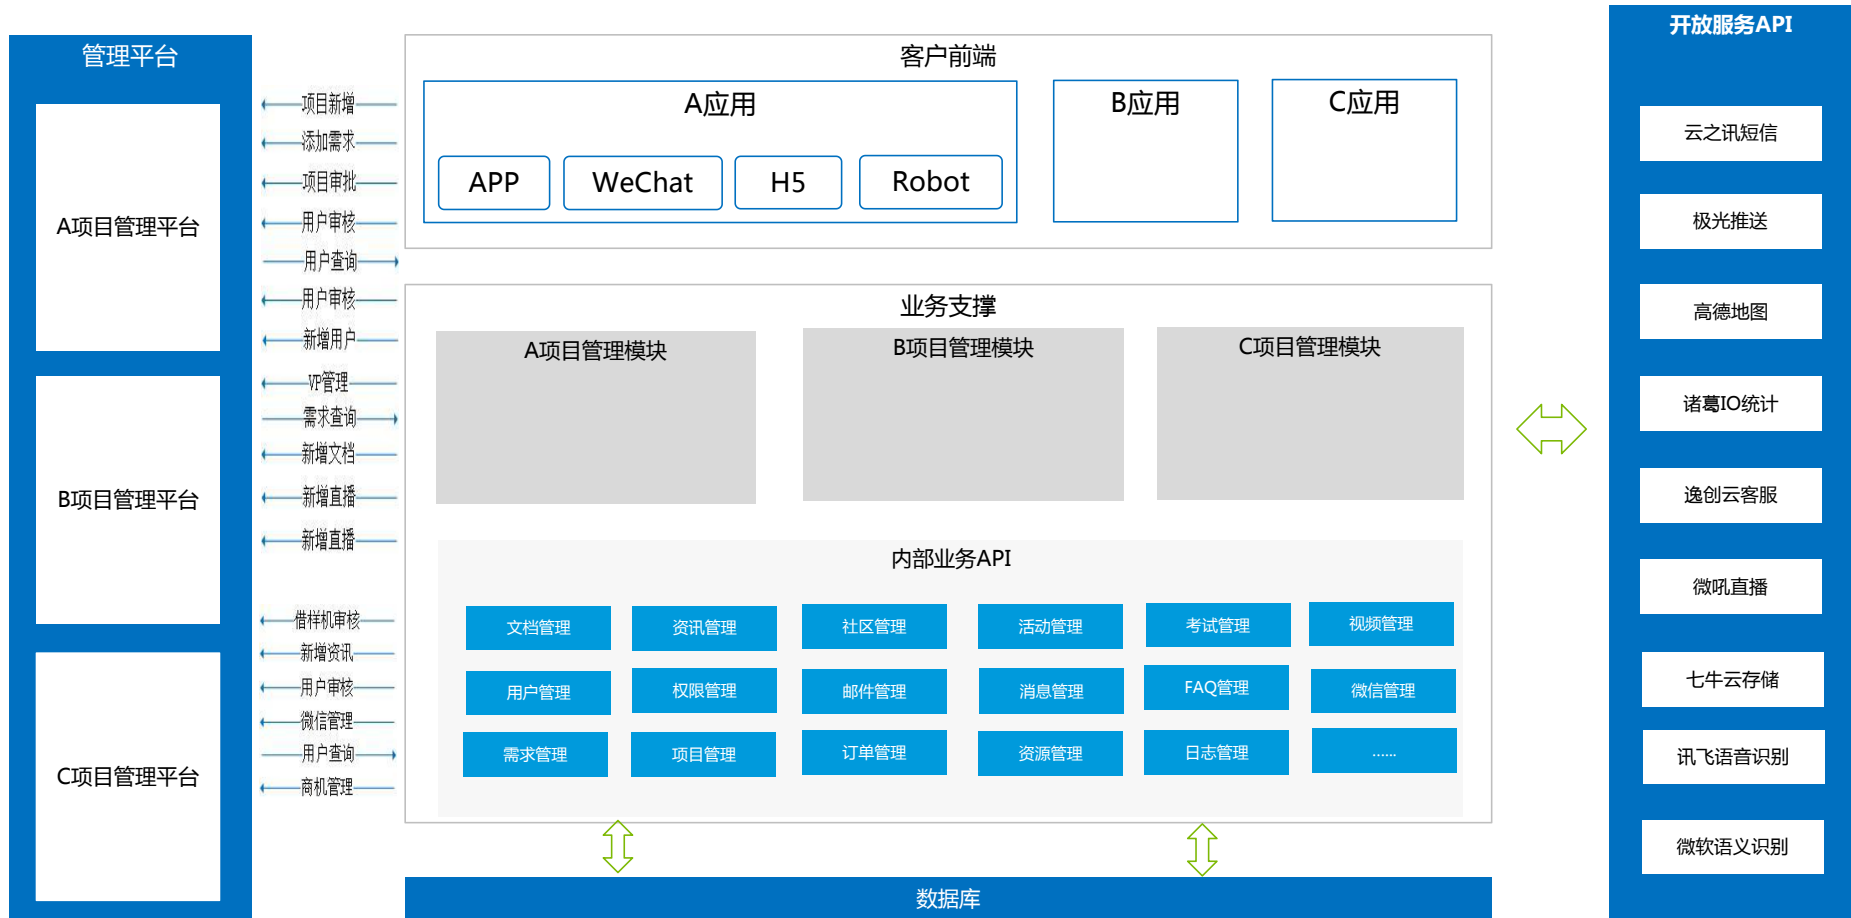 管理平台
A项目管理平台
B项目管理平台
C项目管理平台
项目新增
添加需求
项目审批
用户审核
用户查询
用户审核
新增用户
VP管理
需求查询
新增文档
新增直播
新增直播
借样机审核
新增资讯
用户审核
微信管理
用户查询
商机管理
客户前端
A应用
APP
WeChat
H5
Robot
B应用
C应用
业务支撑
A项目管理模块
B项目管理模块
C项目管理模块
内部业务API
文档管理
资讯管理
社区管理
活动管理
考试管理
视频管理
用户管理
权限管理
邮件管理
消息管理
FAQ管理
微信管理
需求管理
项目管理
订单管理
资源管理
日志管理
......
数据库
开放服务API
云之讯短信
极光推送
高德地图
诸葛IO统计
逸创云客服
微吼直播
七牛云存储
讯飞语音识别
微软语义识别